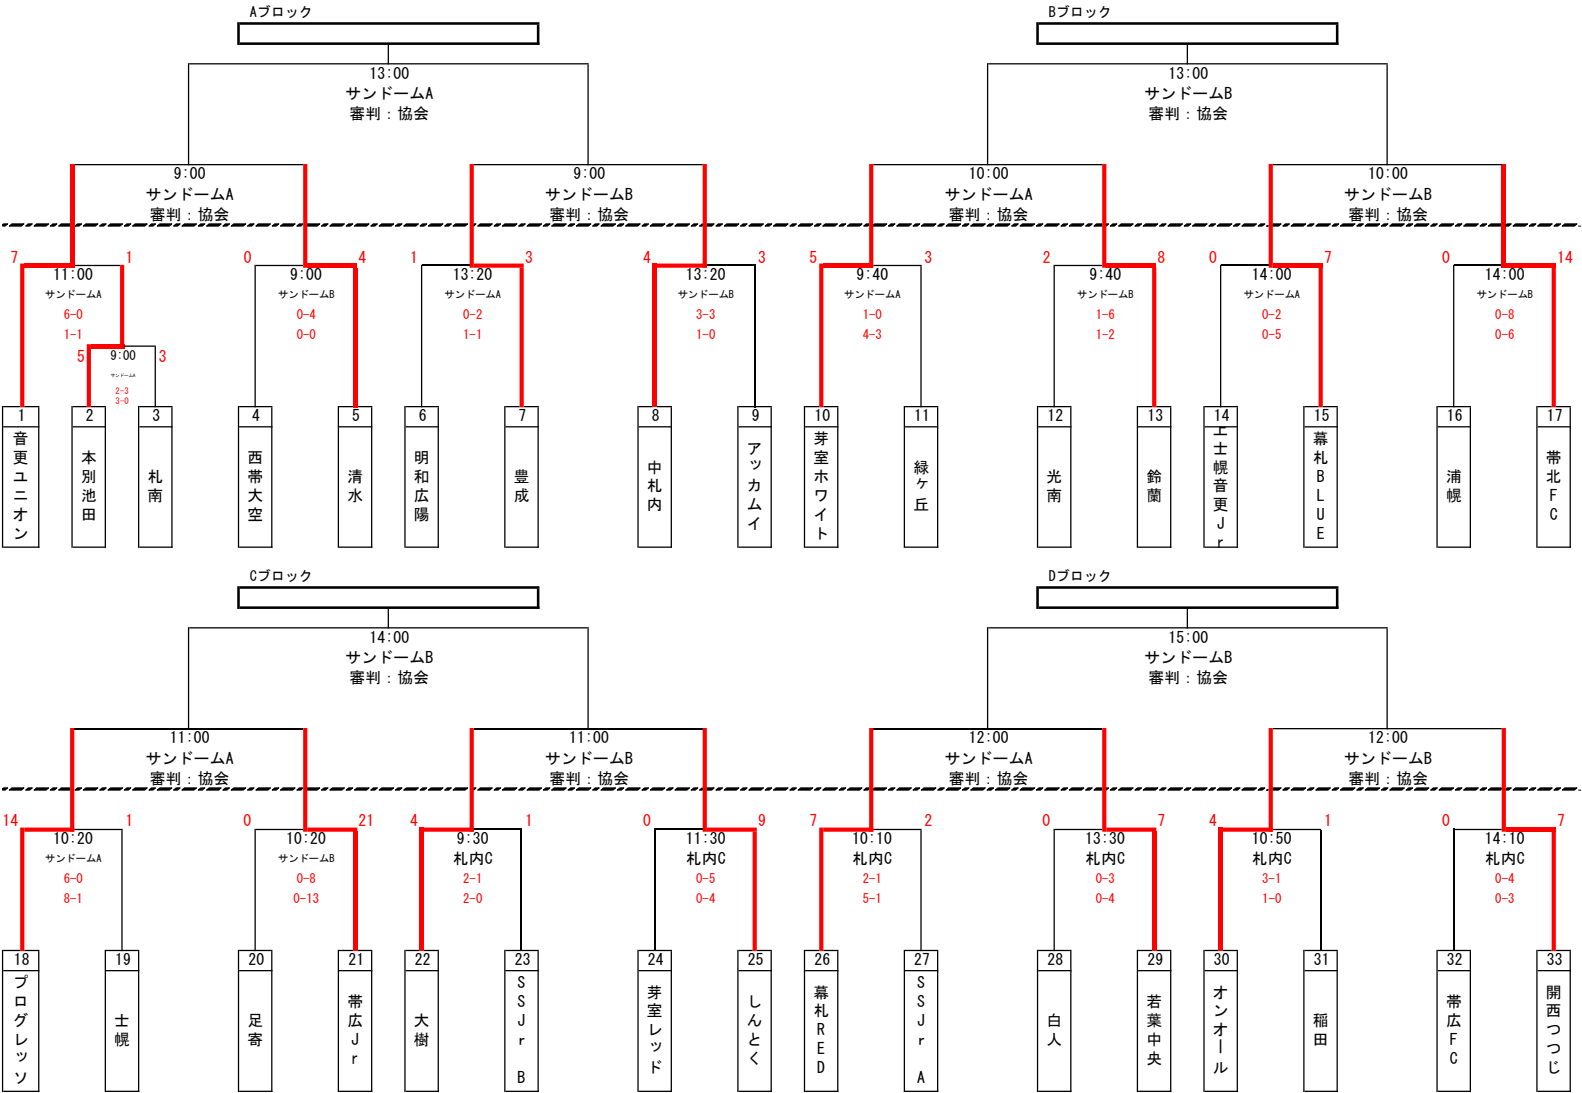 Aブロック
Bブロック
13:00
サンドームA
審判：協会
13:00
サンドームB
審判：協会
9:00
サンドームA
審判：協会
9:00
サンドームB
審判：協会
10:00
サンドームA
審判：協会
10:00
サンドームB
審判：協会
7
1
11:00
サンドームA
6-0
1-1
5
3
9:00
サンドームA
2-3
3-0
0
4
9:00
サンドームB
0-4
0-0
1
3
13:20
サンドームA
0-2
1-1
4
3
13:20
サンドームB
3-3
1-0
5
3
9:40
サンドームA
1-0
4-3
2
8
9:40
サンドームB
1-6
1-2
0
7
14:00
サンドームA
0-2
0-5
0
14
14:00
サンドームB
0-8
0-6
1
音更ユニオン
2
本別池田
3
札南
4
西帯大空
5
清水
6
明和広陽
7
豊成
8
中札内
9
アッカムイ
10
芽室ホワイト
11
緑ヶ丘
12
光南
13
鈴蘭
14
上士幌音更Jr
15
幕札BLUE
16
浦幌
17
帯北FC
Cブロック
Dブロック
14:00
サンドームB
審判：協会
15:00
サンドームB
審判：協会
11:00
サンドームA
審判：協会
11:00
サンドームB
審判：協会
12:00
サンドームA
審判：協会
12:00
サンドームB
審判：協会
14
1
10:20
サンドームA
6-0
8-1
0
21
10:20
サンドームB
0-8
0-13
4
1
9:30
札内C
2-1
2-0
0
9
11:30
札内C
0-5
0-4
7
2
10:10
札内C
2-1
5-1
0
7
13:30
札内C
0-3
0-4
4
1
10:50
札内C
3-1
1-0
0
7
14:10
札内C
0-4
0-3
18
プログレッソ
19
士幌
20
足寄
21
帯広Jr
22
大樹
23
SSJr B
24
芽室レッド
25
しんとく
26
幕札RED
27
SSJr A
28
白人
29
若葉中央
30
オンオール
31
稲田
32
帯広FC
33
開西つつじ